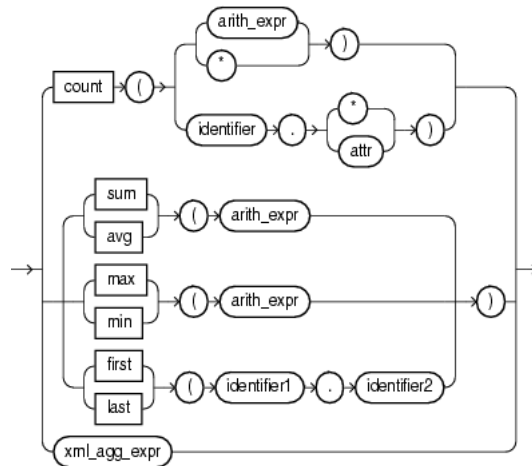 arith_expr
*
)
count
(
identifier
.
*
attr
)
sum
avg
(
arith_expr
max
min
(
arith_expr
)
first
last
(
identifier1
.
identifier2
xml_agg_expr